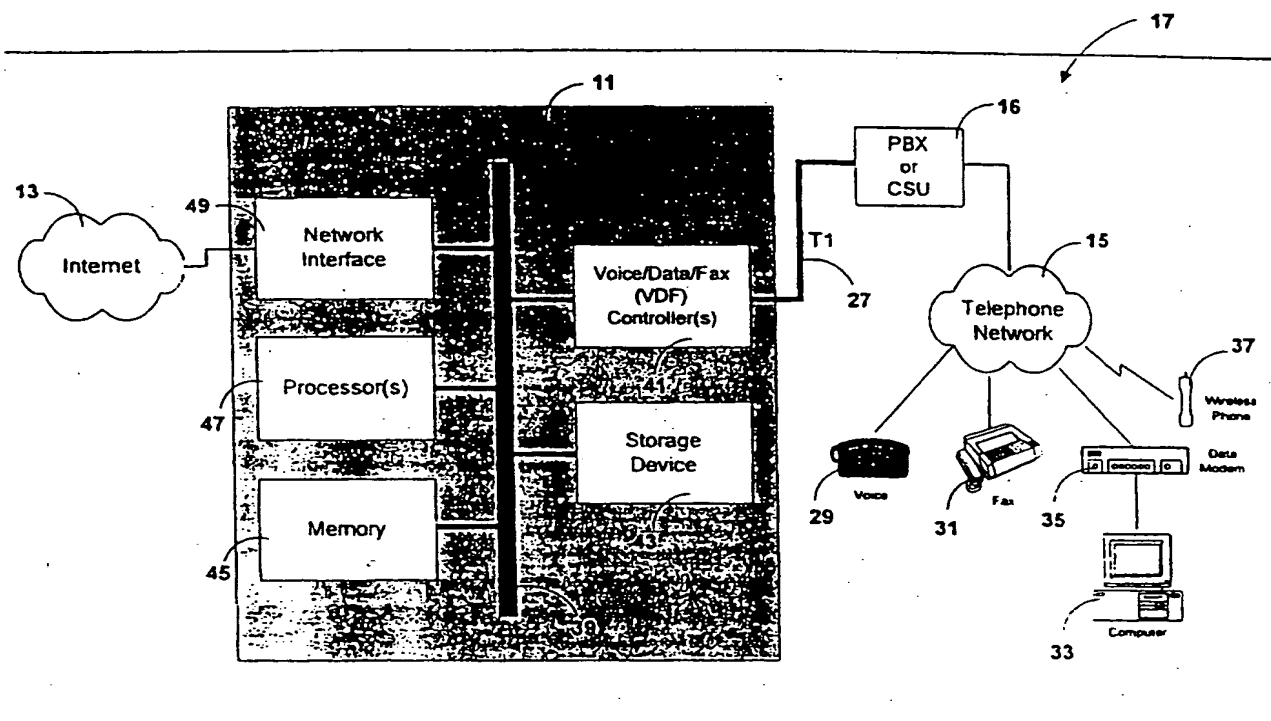 17
11
16
PBX
or
CSU
13
49
Network
Interface
Internet
Voice/Data/Fax
(VDF)
Controller(s)
T1
27
15
Telephone
Network
37
Wireless
Phone
41
Processor(s)
47
Storage
Device
Data
Modem
29
Voice
31
Fax
35
Memory
45
Computer
33